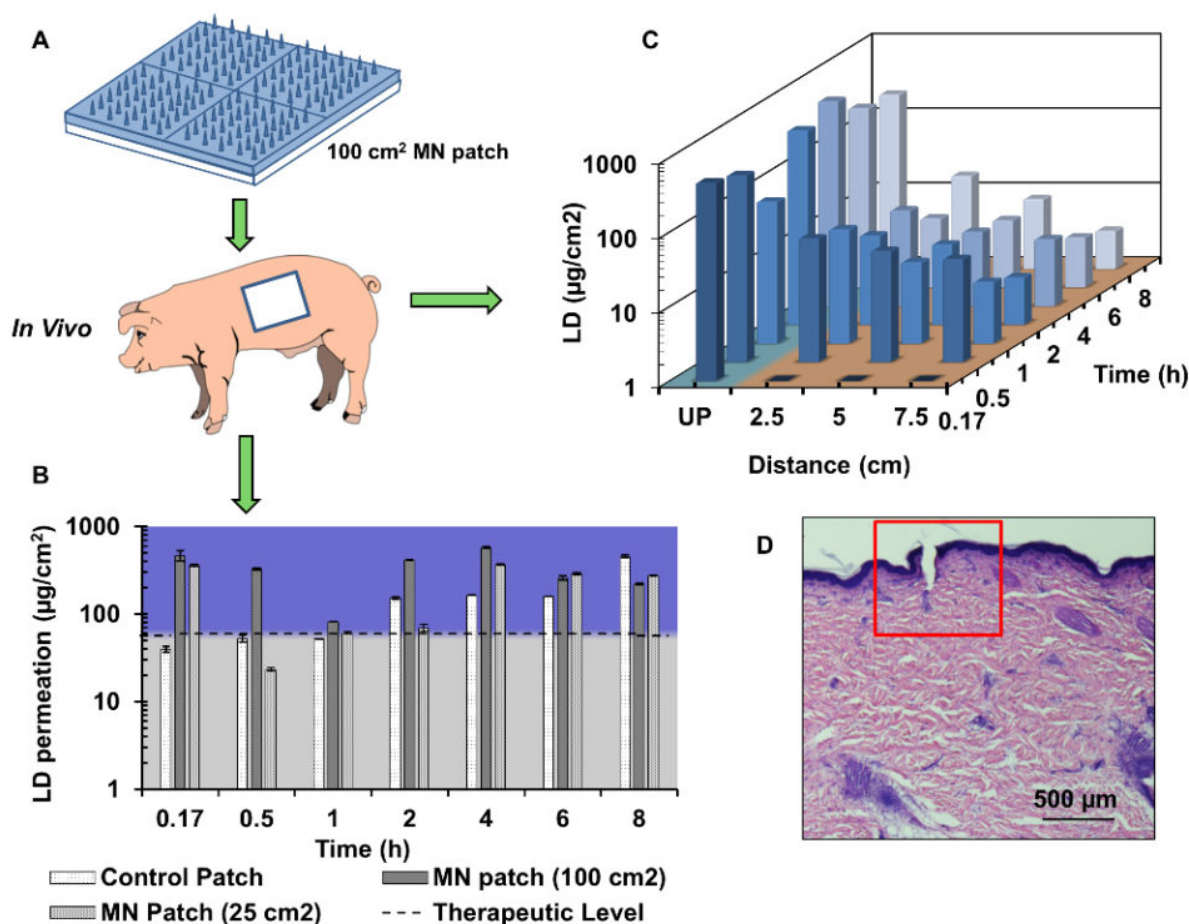 A
100 cm² MN patch
In Vivo
B
LD permeation (µg/cm²)
1000
100
10
1
0.17 0.5 1 2 4 6 8
Time (h)
Control Patch
MN patch (100 cm2)
MN Patch (25 cm2)
Therapeutic Level
C
LD (µg/cm2)
1000
100
10
1
UP 2.5 5 7.5
Distance (cm)
0.17
0.5
1
2
4
6
8
Time (h)
D
500 µm